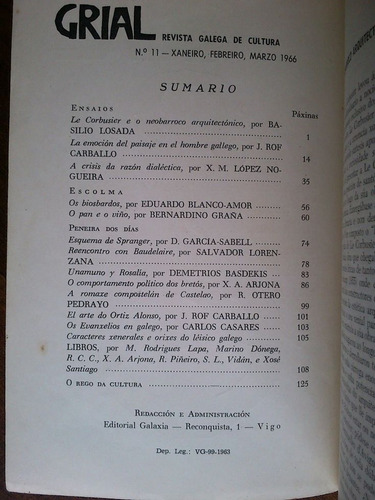 GRIAL
REVISTA GALEGA DE CULTURA
N.º 11 — XANEIRO, FEBREIRO, MARZO 1966
SUMARIO
ENSAIOS Páxinas
Le Corbusier e o neobarroco arquitectónico, por BA-
SILIO LOSADA 1
La emoción del paisaje en el hombre gallego, por J. ROF
CARBALLO 14
A crisis da razón dialéctica, por X. M. LÓPEZ NO-
GUEIRA 35
ESCOLMA
Os biosbardos, por EDUARDO BLANCO-AMOR 56
O pan e o viño, por BERNARDINO GRAÑA 60
PENEIRA DOS DÍAS
Esquema de Spranger, por D. GARCÍA-SABELL 74
Reencontro con Baudelaire, por SALVADOR LOREN-
ZANA 78
Unamuno y Rosalía, por DEMETRIOS BASDEKIS 83
O comportamento político dos bretós, por X. A. ARJONA 86
A romaxe compostelán de Castelao, por R. OTERO
PEDRAYO 99
El arte do Ortiz Alonso, por J. ROF CARBALLO 101
Os Evanxelios en galego, por CARLOS CASARES 103
Caracteres xenerales e orixes do léisico galego 105
LIBROS, por M. Rodrigues Lapa, Marino Dónega,
R. C. C., X. A. Arjona, R. Piñeiro, S. L., Vidán, e Xosé
Santiago 108
O REGO DA CULTURA 125
REDACCIÓN E ADMINISTRACIÓN
Editorial Galaxia — Reconquista, 1 — Vigo
Dep. Leg.: VG-99-1963